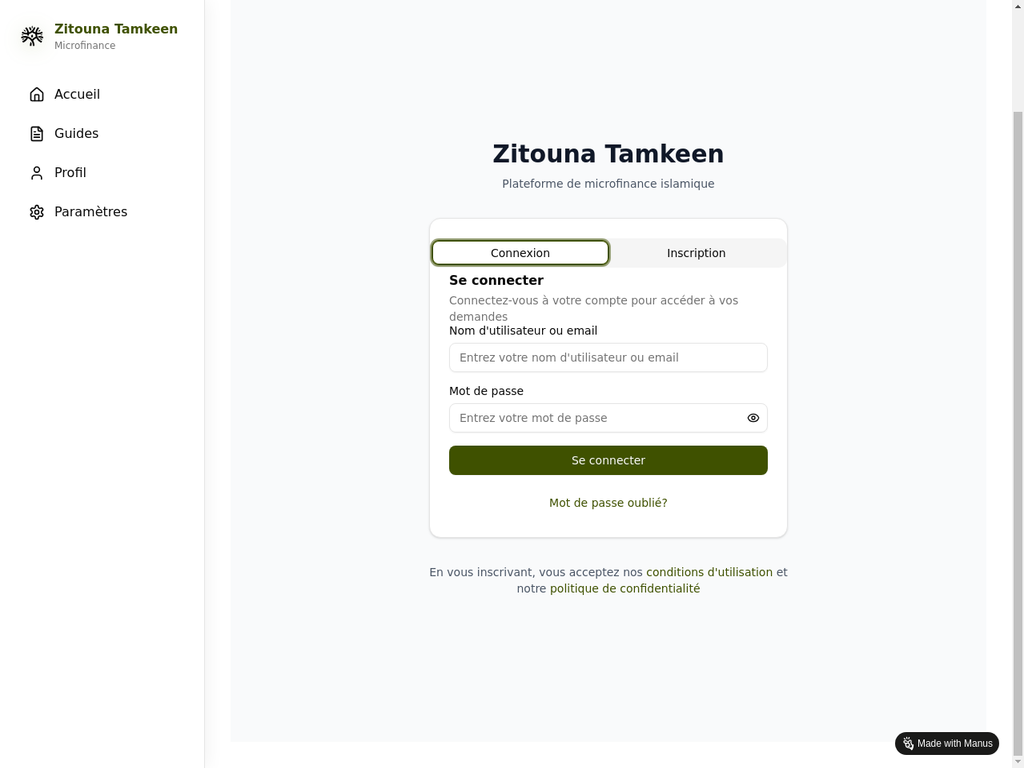 Zitouna Tamkeen
Microfinance
Accueil
Guides
Profil
Paramètres
Zitouna Tamkeen
Plateforme de microfinance islamique
Connexion
Inscription
Se connecter
Connectez-vous à votre compte pour accéder à vos
demandes
Nom d'utilisateur ou email
Entrez votre nom d'utilisateur ou email
Mot de passe
Entrez votre mot de passe
Se connecter
Mot de passe oublié?
En vous inscrivant, vous acceptez nos conditions d'utilisation et
notre politique de confidentialité
Made with Manus